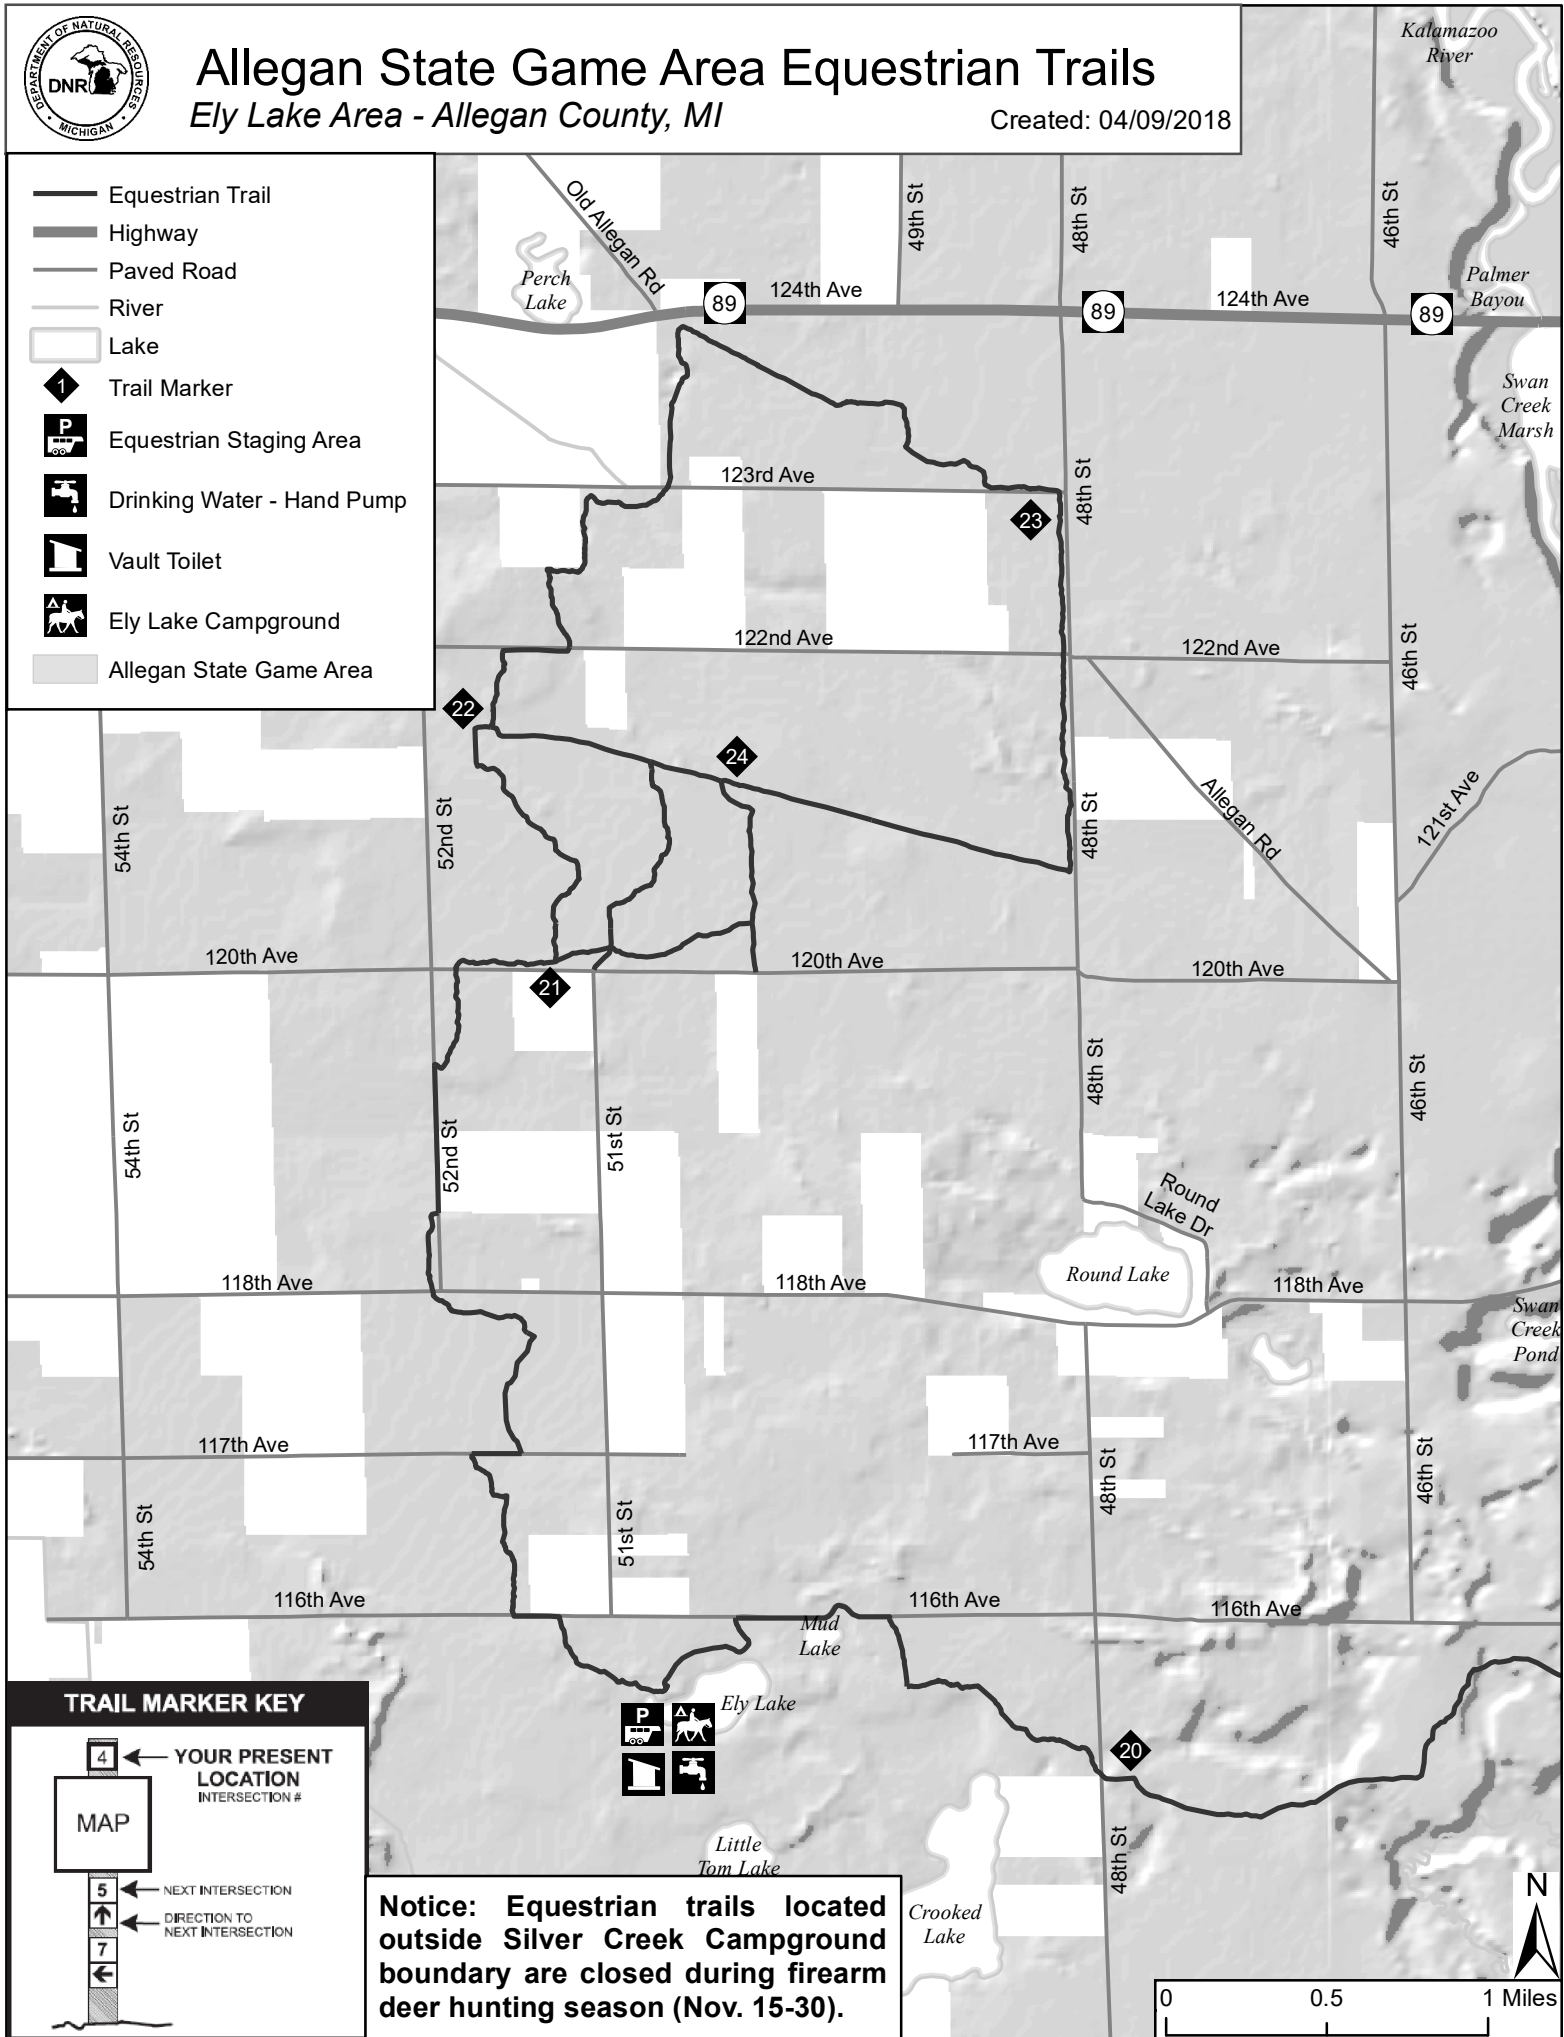 DEPARTMENT OF NATURAL RESOURCES
DNR
MICHIGAN
Allegan State Game Area Equestrian Trails
Ely Lake Area - Allegan County, MI
Created: 04/09/2018
Equestrian Trail
Highway
Paved Road
River
Lake
1
Trail Marker
P
Equestrian Staging Area
Drinking Water - Hand Pump
Vault Toilet
Ely Lake Campground
Allegan State Game Area
Kalamazoo
River
Old Allegan Rd
49th St
48th St
46th St
Perch
Lake
89
124th Ave
89
124th Ave
89
Palmer
Bayou
Swan
Creek
Marsh
123rd Ave
48th St
23
122nd Ave
122nd Ave
46th St
22
24
54th St
52nd St
48th St
Allegan Rd
121st Ave
120th Ave
120th Ave
120th Ave
21
48th St
46th St
54th St
52nd St
51st St
Round
Lake Dr
Round Lake
118th Ave
118th Ave
118th Ave
Swan
Creek
Pond
117th Ave
117th Ave
48th St
46th St
54th St
51st St
116th Ave
116th Ave
116th Ave
Mud
Lake
Ely Lake
P
20
Little
Tom Lake
48th St
Crooked
Lake
TRAIL MARKER KEY
4
YOUR PRESENT
LOCATION
INTERSECTION #
MAP
5
NEXT INTERSECTION
DIRECTION TO
NEXT INTERSECTION
7
Notice: Equestrian trails located
outside Silver Creek Campground
boundary are closed during firearm
deer hunting season (Nov. 15-30).
N
0
0.5
1 Miles